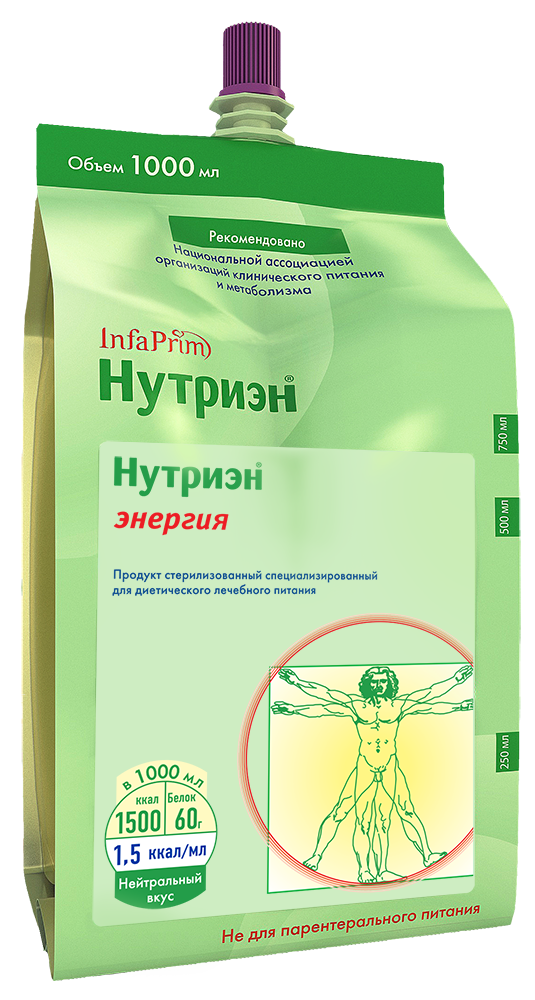 Объем 1000 мл
Рекомендовано
Национальной ассоциацией
организаций клинического питания
и метаболизма
InfaPrim
Нутриэн®
750 мл
Нутриэн®
энергия
500 мл
Продукт стерилизованный специализированный
для диетического лечебного питания
250 мл
в 1000 мл
ккал Белок
1500 60г
1,5 ккал/мл
Нейтральный
вкус
Не для парентерального питания